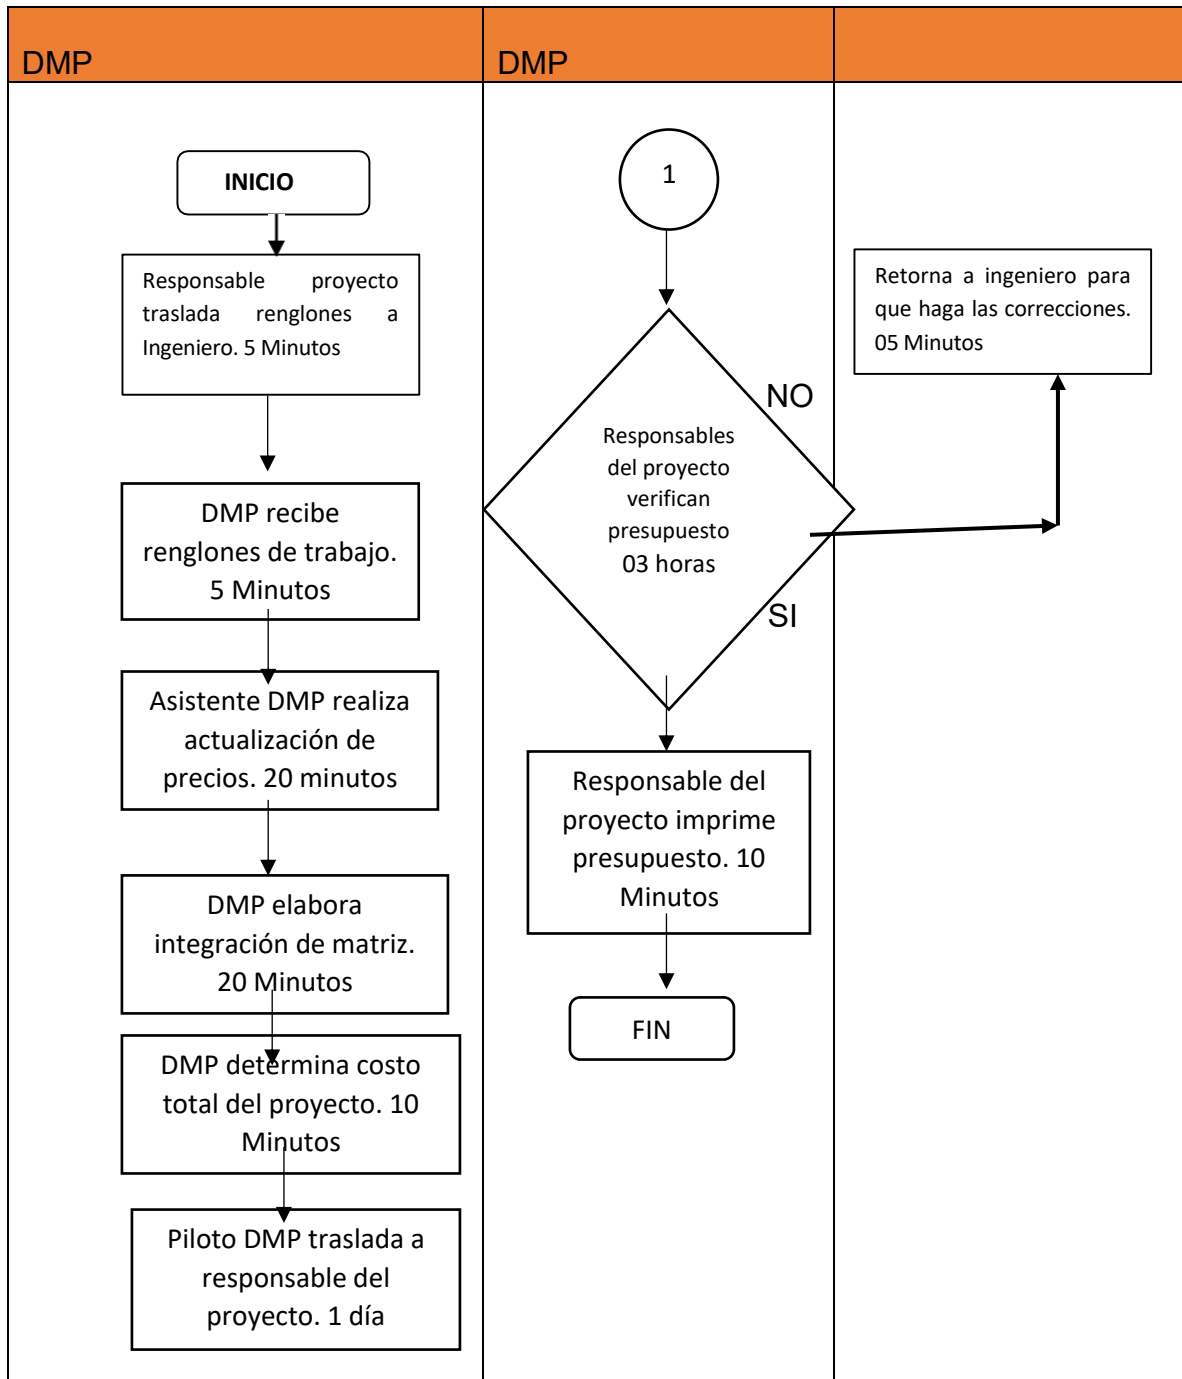 DMP
DMP
INICIO
Responsable proyecto
traslada renglones a
Ingeniero. 5 Minutos
DMP recibe
renglones de trabajo.
5 Minutos
Asistente DMP realiza
actualización de
precios. 20 minutos
DMP elabora
integración de matriz.
20 Minutos
DMP determina costo
total del proyecto. 10
Minutos
Piloto DMP traslada a
responsable del
proyecto. 1 día
1
NO
Responsables
del proyecto
verifican
presupuesto
03 horas
SI
Responsable del
proyecto imprime
presupuesto. 10
Minutos
FIN
Retorna a ingeniero para
que haga las correcciones.
05 Minutos